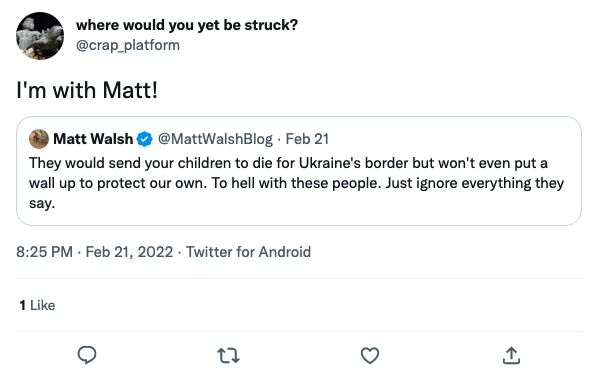 where would you yet be struck?
@crap_platform
I'm with Matt!
Matt Walsh @MattWalshBlog · Feb 21
They would send your children to die for Ukraine's border but won't even put a
wall up to protect our own. To hell with these people. Just ignore everything they
say.
8:25 PM · Feb 21, 2022 · Twitter for Android
1 Like